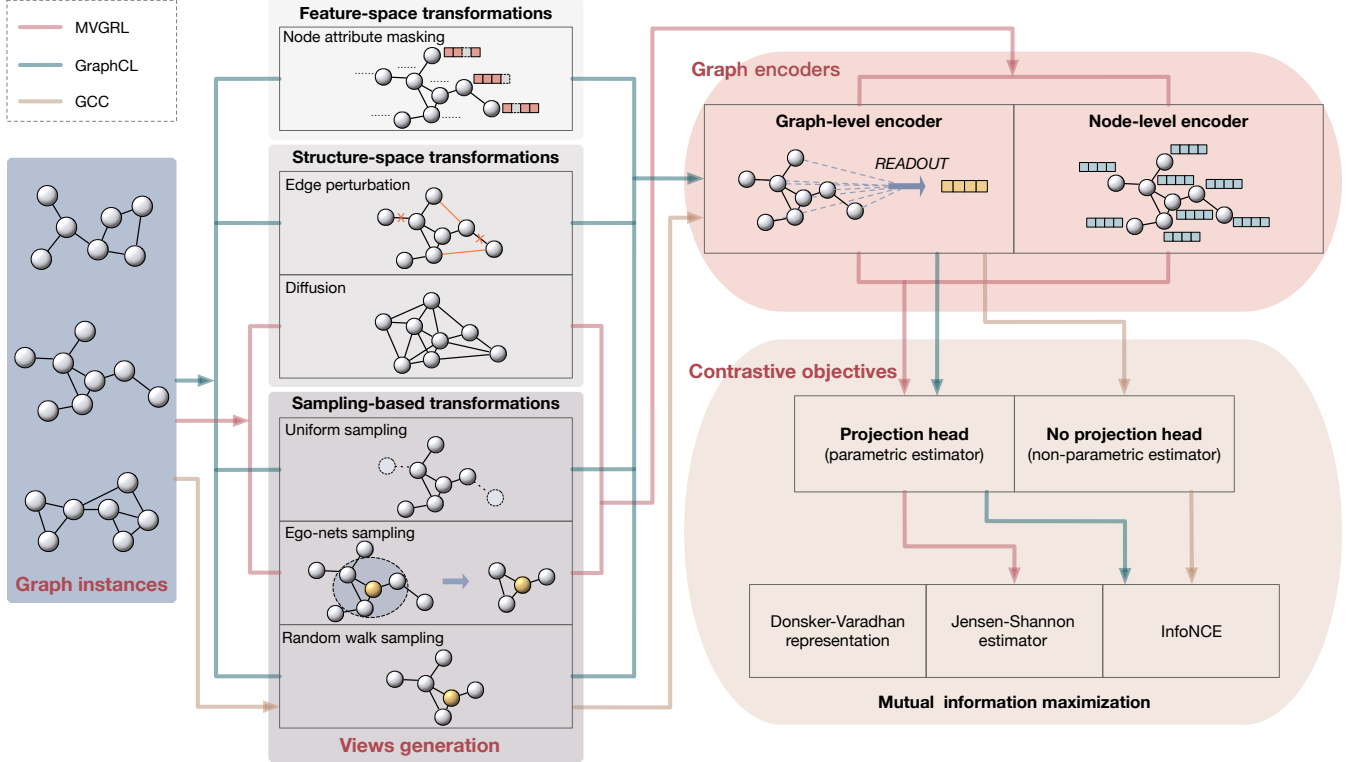 MVGRL
GraphCL
GCC
Graph instances
Feature-space transformations
Node attribute masking
Structure-space transformations
Edge perturbation
Diffusion
Sampling-based transformations
Uniform sampling
Ego-nets sampling
Random walk sampling
Views generation
Graph encoders
Graph-level encoder
READOUT
Node-level encoder
Contrastive objectives
Projection head
(parametric estimator)
No projection head
(non-parametric estimator)
Donsker-Varadhan
representation
Jensen-Shannon
estimator
InfoNCE
Mutual information maximization